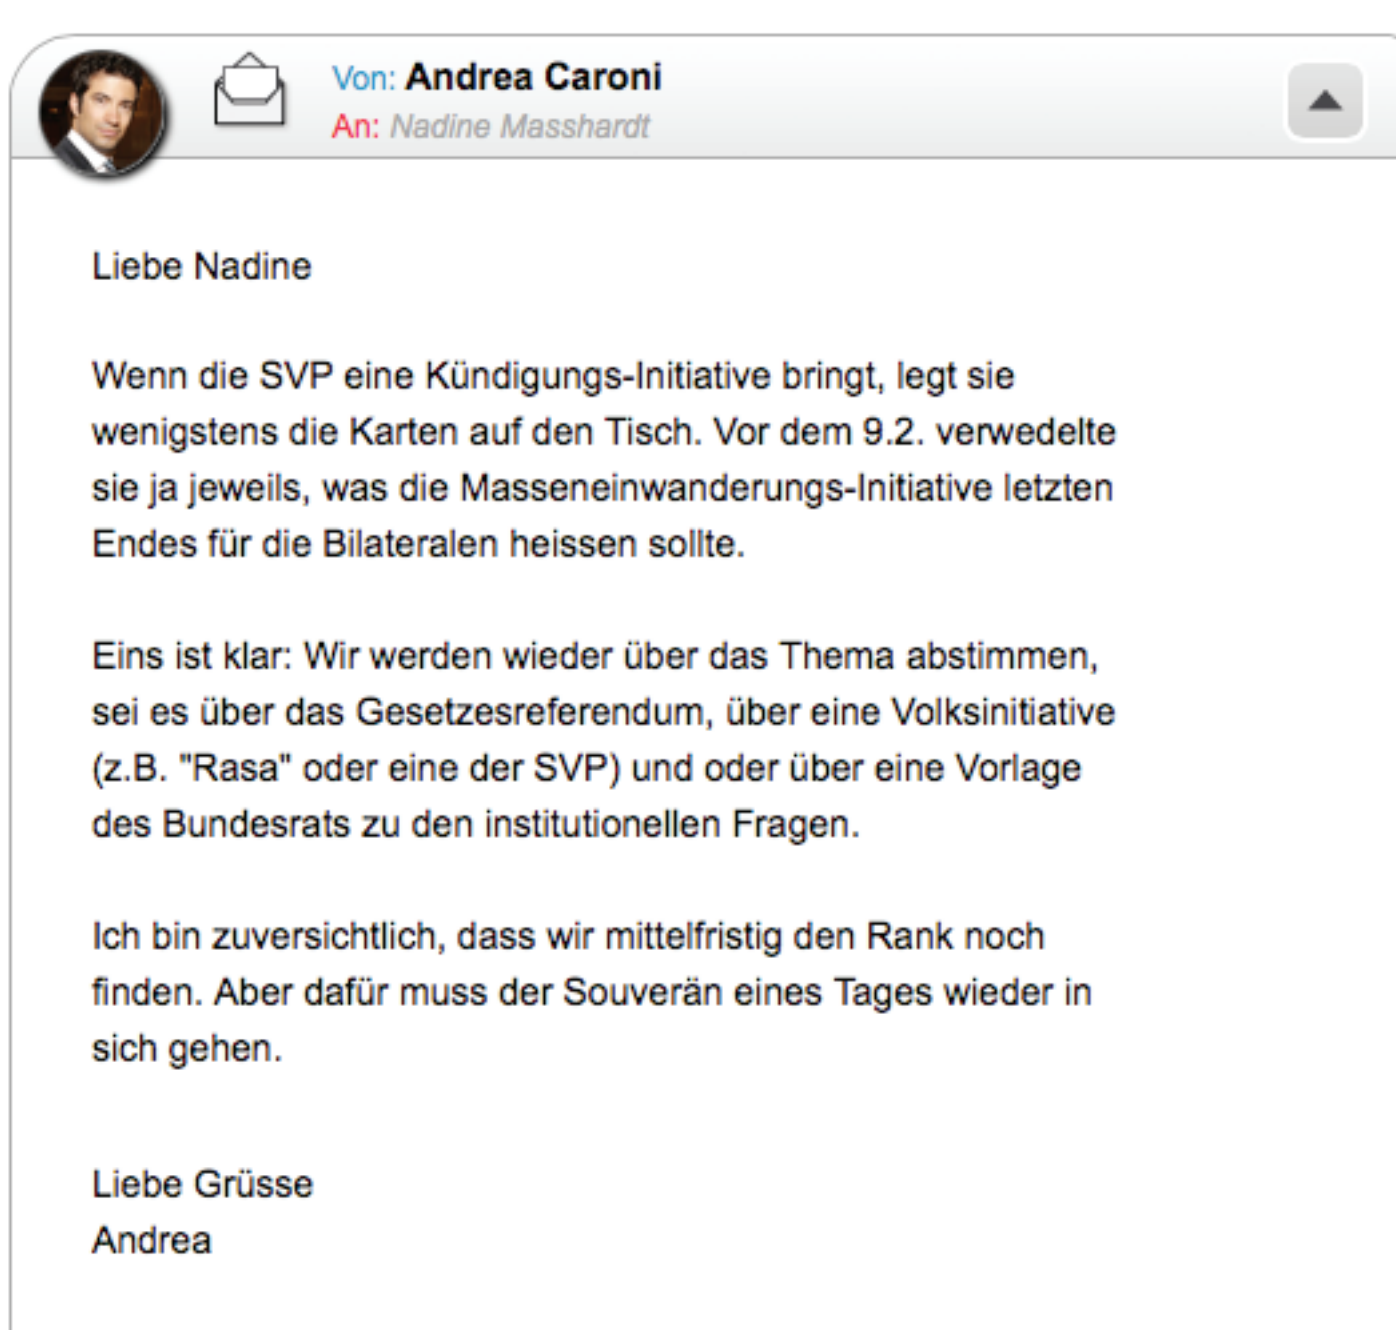 Von: Andrea Caroni
An: Nadine Masshardt
Liebe Nadine
Wenn die SVP eine Kündigungs-Initiative bringt, legt sie
wenigstens die Karten auf den Tisch. Vor dem 9.2. verwedelte
sie ja jeweils, was die Masseneinwanderungs-Initiative letzten
Endes für die Bilateralen heissen sollte.
Eins ist klar: Wir werden wieder über das Thema abstimmen,
sei es über das Gesetzesreferendum, über eine Volksinitiative
(z.B. "Rasa" oder eine der SVP) und oder über eine Vorlage
des Bundesrats zu den institutionellen Fragen.
Ich bin zuversichtlich, dass wir mittelfristig den Rank noch
finden. Aber dafür muss der Souverän eines Tages wieder in
sich gehen.
Liebe Grüsse
Andrea